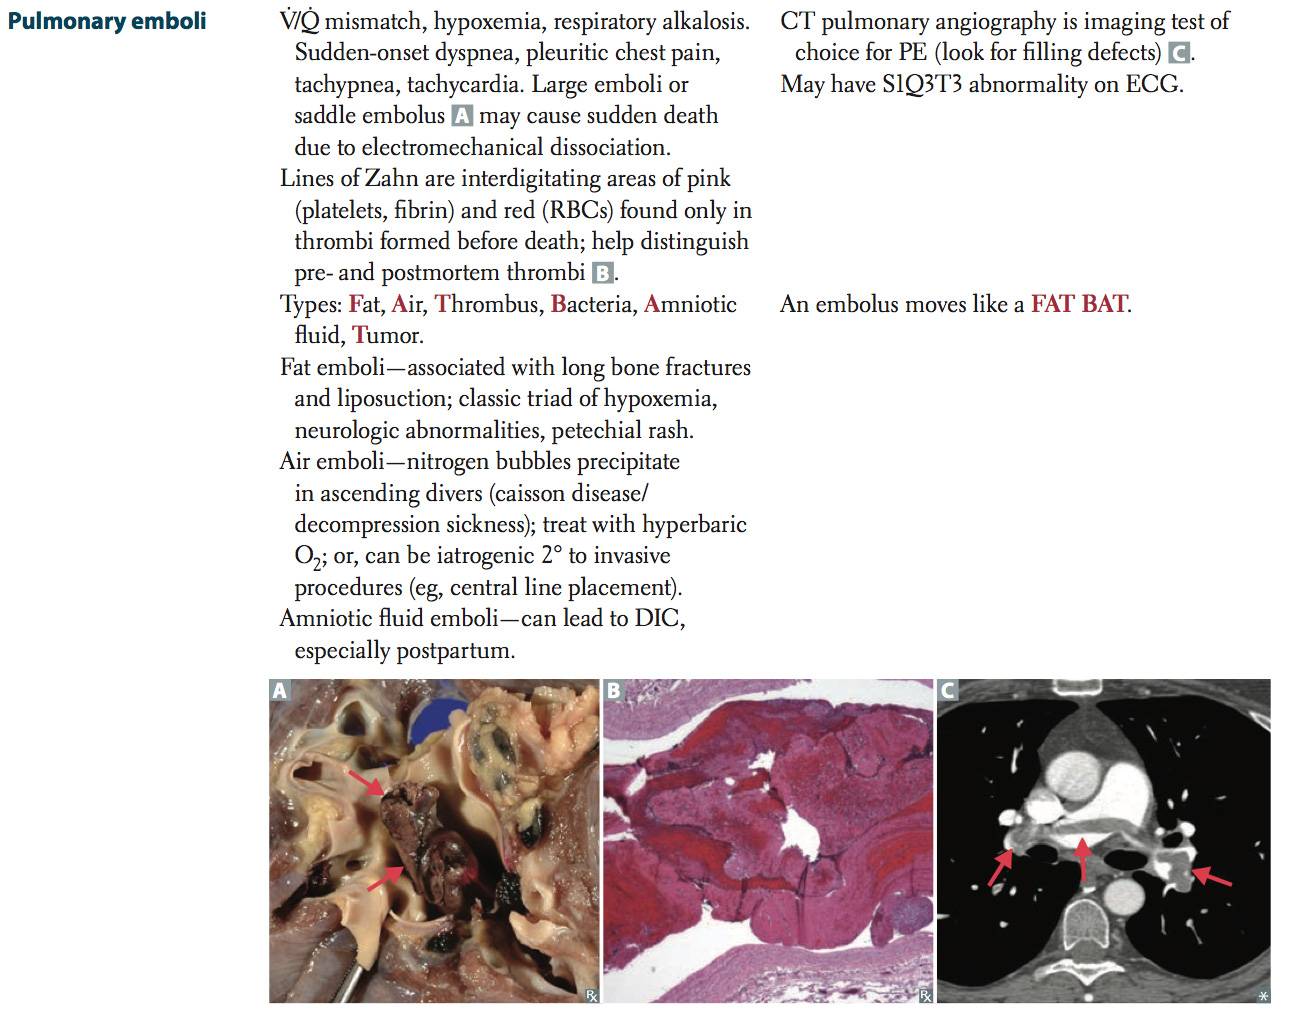 Pulmonary emboli
V̇/Q̇ mismatch, hypoxemia, respiratory alkalosis.
Sudden-onset dyspnea, pleuritic chest pain,
tachypnea, tachycardia. Large emboli or
saddle embolus A may cause sudden death
due to electromechanical dissociation.
Lines of Zahn are interdigitating areas of pink
(platelets, fibrin) and red (RBCs) found only in
thrombi formed before death; help distinguish
pre- and postmortem thrombi B.
Types: Fat, Air, Thrombus, Bacteria, Amniotic
fluid, Tumor.
Fat emboli—associated with long bone fractures
and liposuction; classic triad of hypoxemia,
neurologic abnormalities, petechial rash.
Air emboli—nitrogen bubbles precipitate
in ascending divers (caisson disease/
decompression sickness); treat with hyperbaric
O₂; or, can be iatrogenic 2° to invasive
procedures (eg, central line placement).
Amniotic fluid emboli—can lead to DIC,
especially postpartum.
CT pulmonary angiography is imaging test of
choice for PE (look for filling defects) C.
May have S1Q3T3 abnormality on ECG.
An embolus moves like a FAT BAT.
A
B
C
℞
℞
*